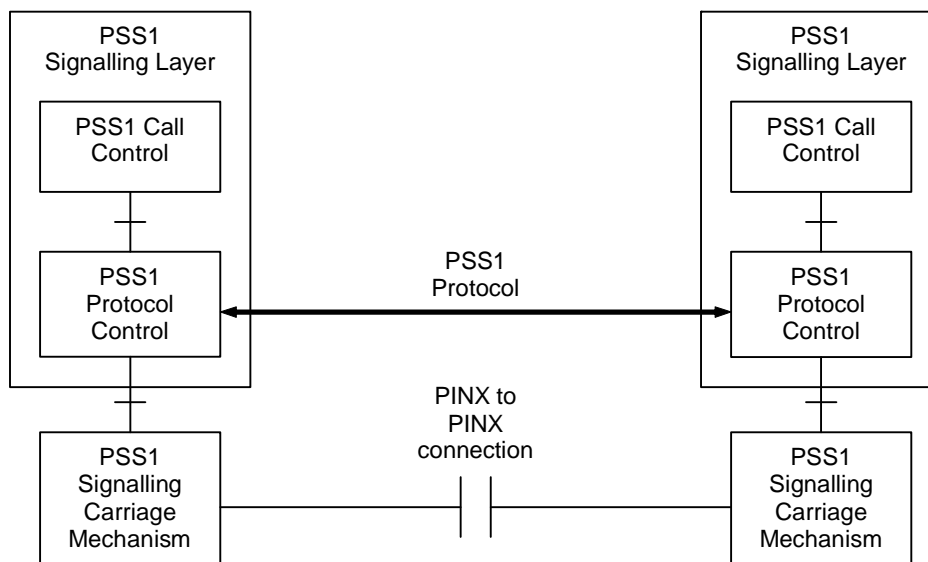 PSS1
Signalling Layer
PSS1 Call
Control
PSS1
Protocol
Control
PSS1
Signalling
Carriage
Mechanism
PSS1
Protocol
PINX to
PINX
connection
PSS1
Signalling Layer
PSS1 Call
Control
PSS1
Protocol
Control
PSS1
Signalling
Carriage
Mechanism